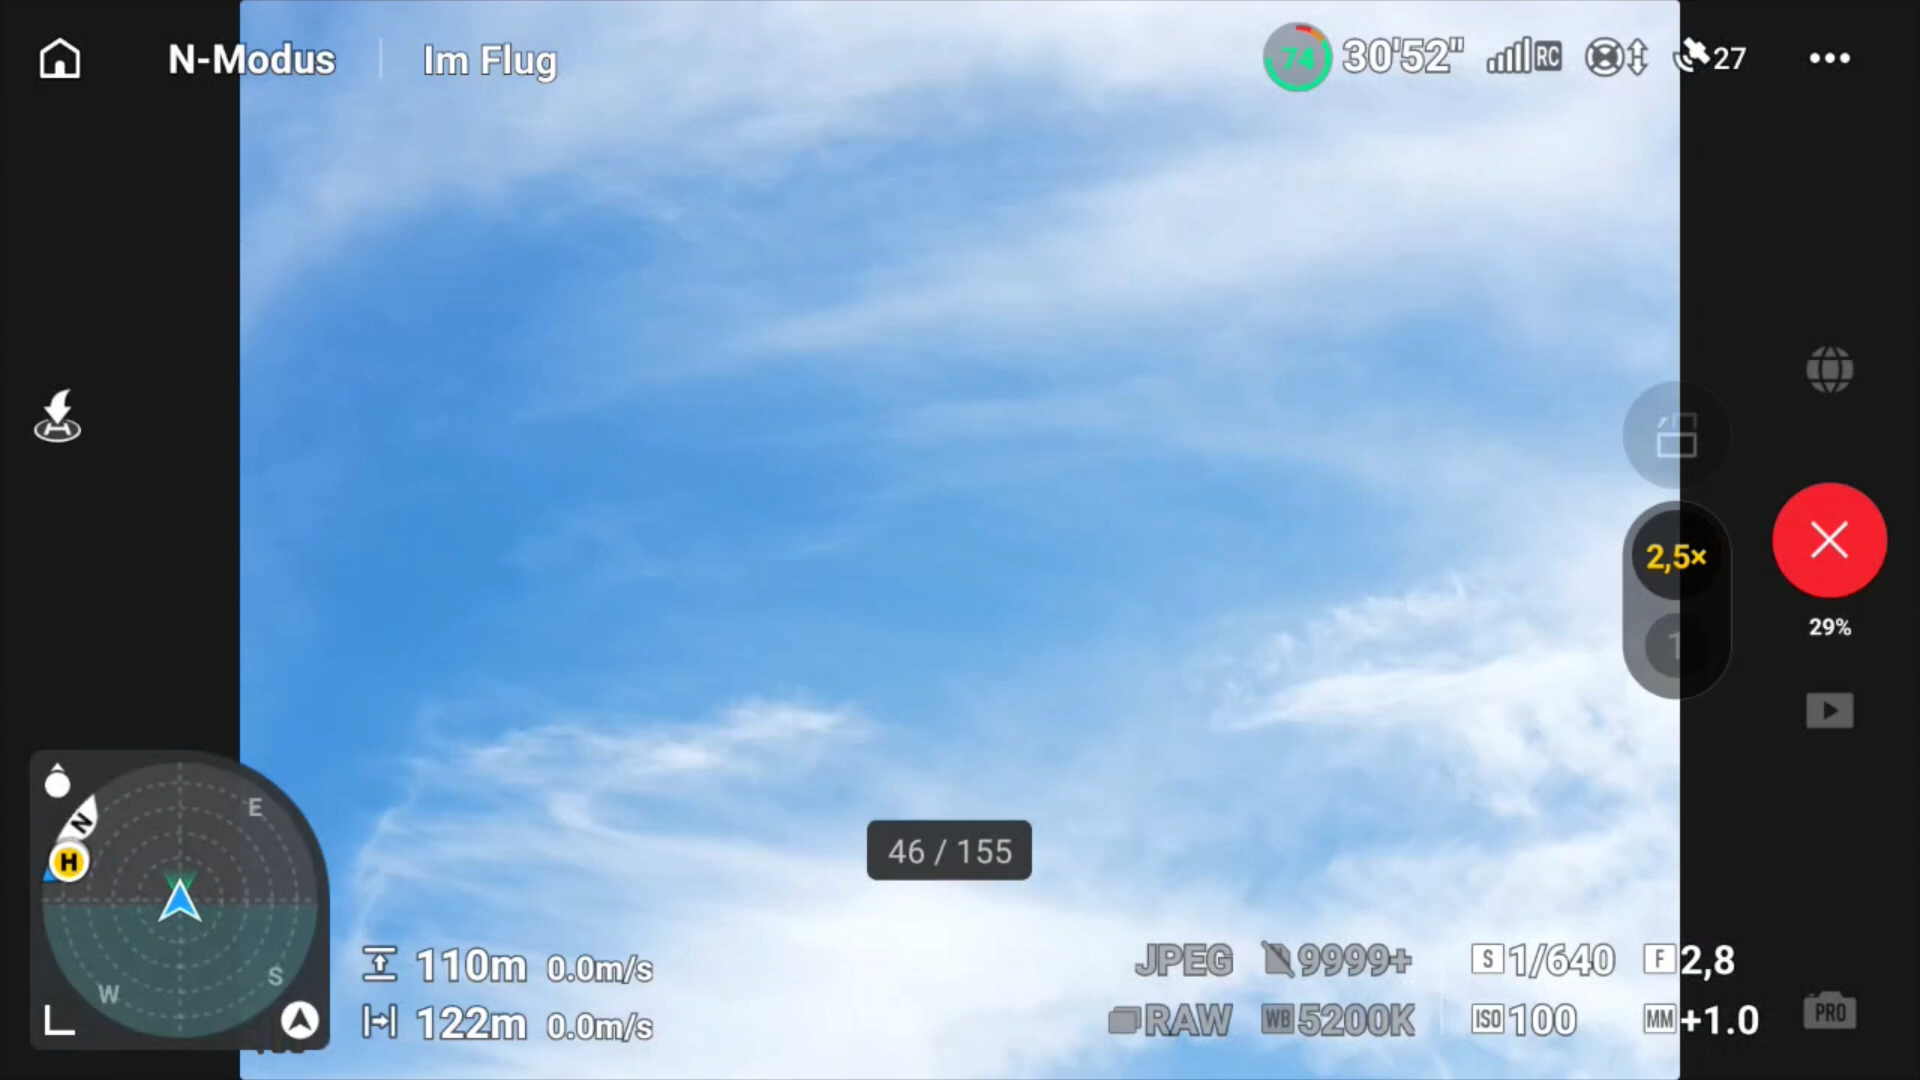 N-Modus Im Flug 74 30'52" RC 27
2,5×
1
29%
E
N
H
46 / 155
S
W
110m 0.0m/s
122m 0.0m/s
JPEG 9999+ S 1/640 F 2,8
RAW WB 5200K ISO 100 MM +1.0
PRO